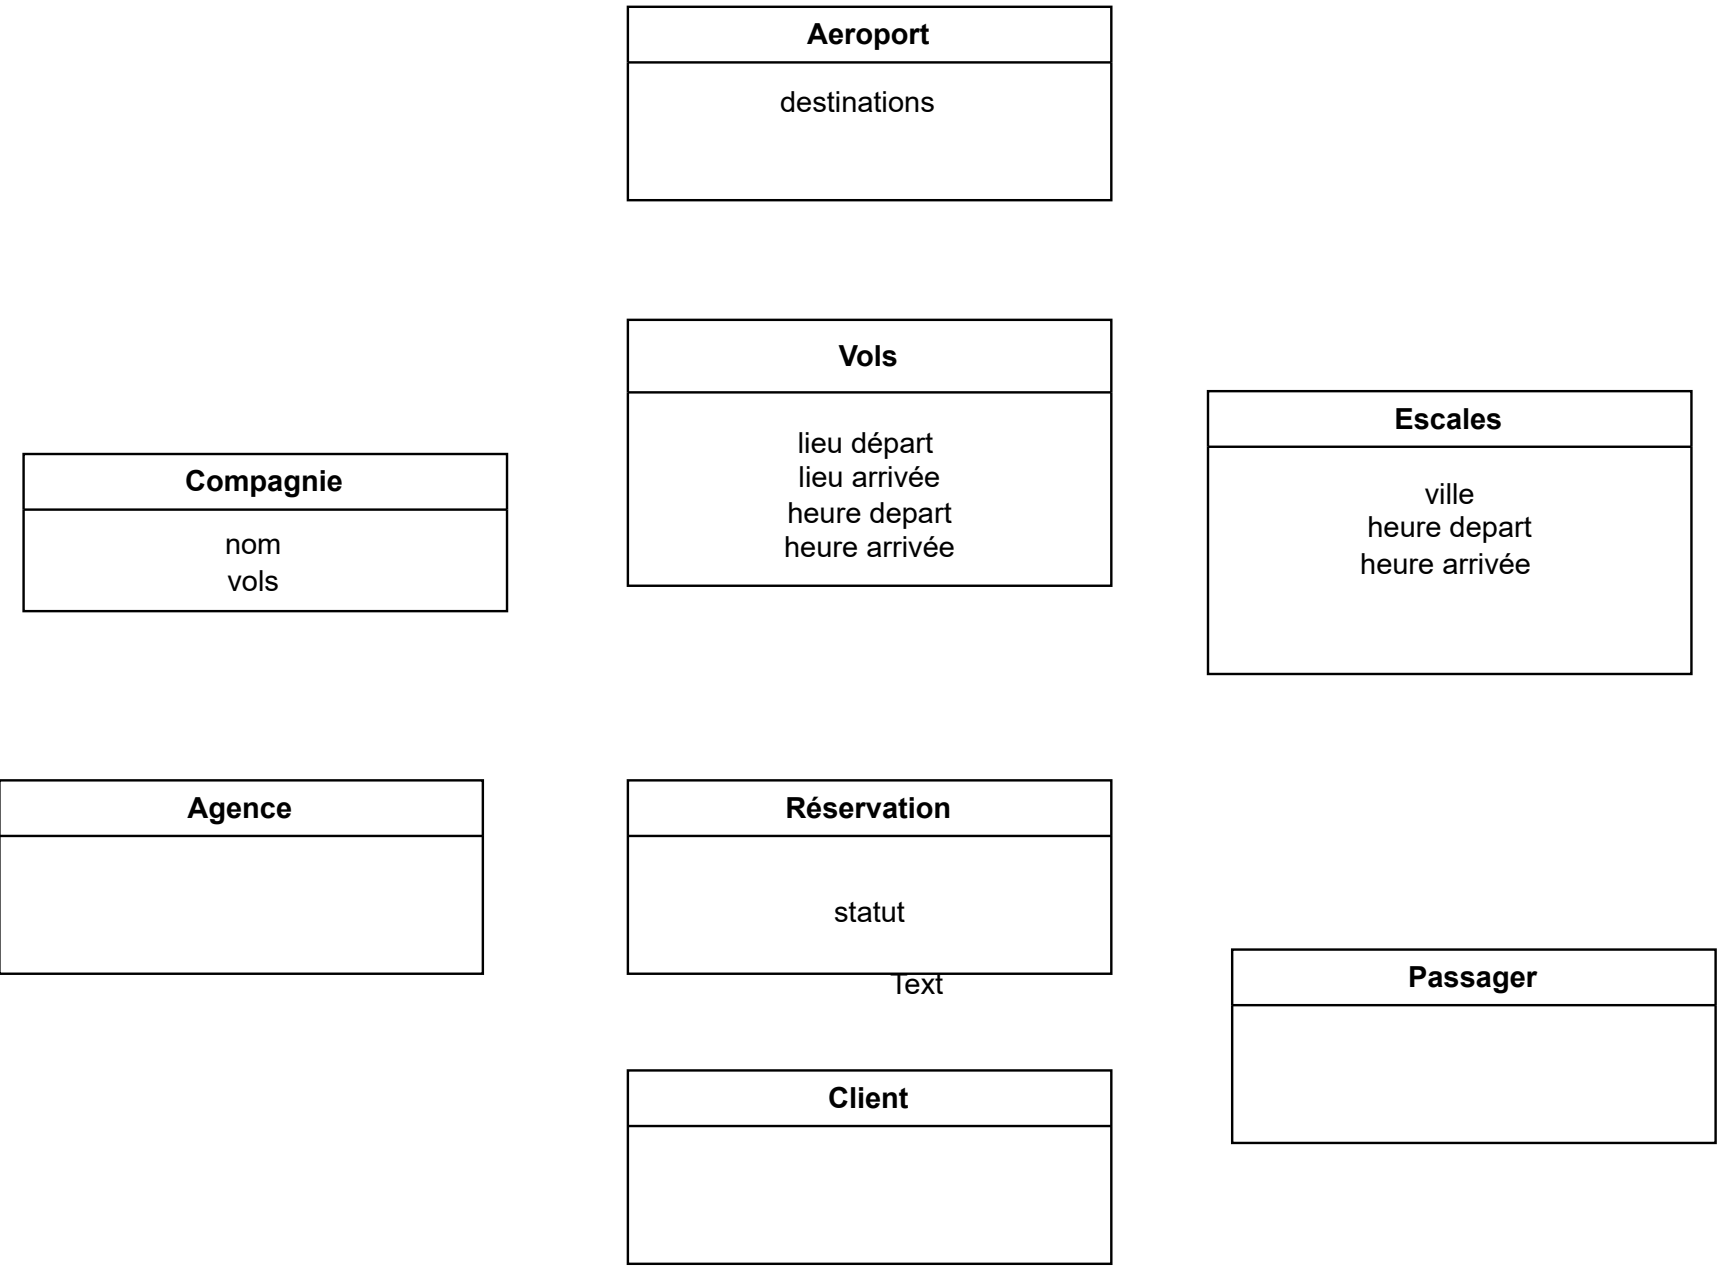 Aeroport
destinations
Vols
lieu départ
lieu arrivée
heure depart
heure arrivée
Escales
ville
heure depart
heure arrivée
Compagnie
nom
vols
Agence
Réservation
statut
Text
Passager
Client